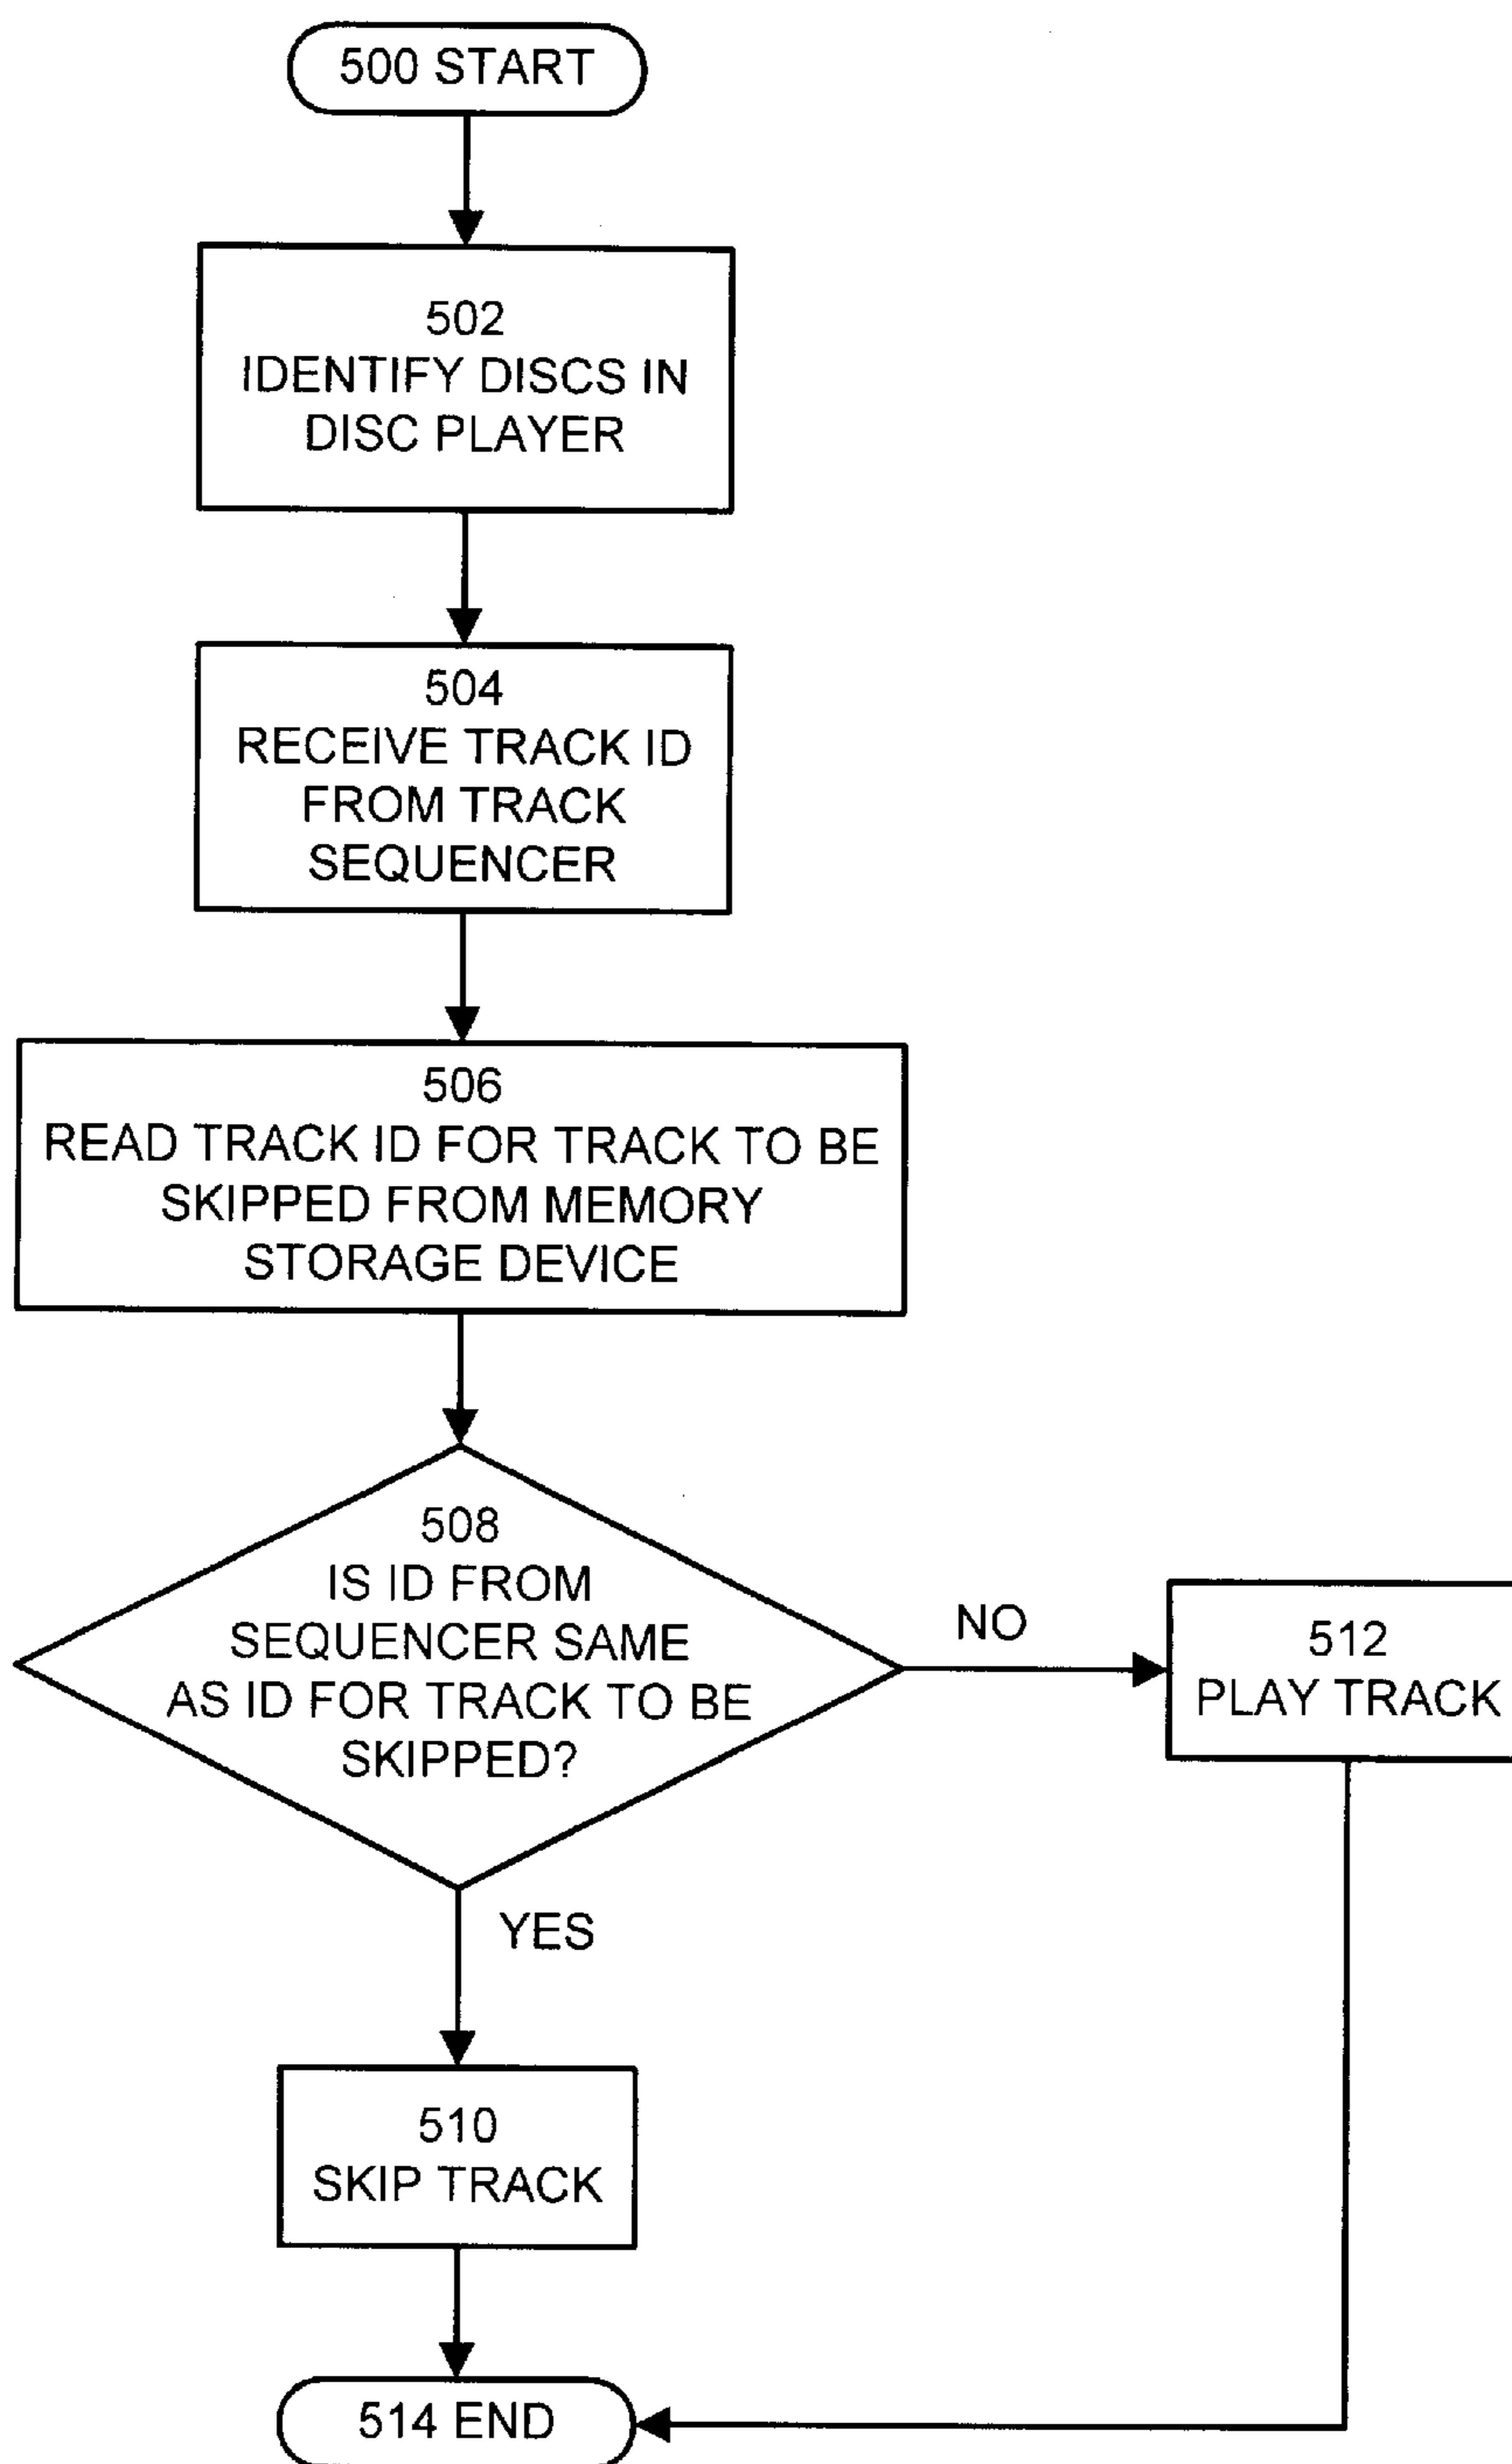 500 START
502
IDENTIFY DISCS IN
DISC PLAYER
504
RECEIVE TRACK ID
FROM TRACK
SEQUENCER
506
READ TRACK ID FOR TRACK TO BE
SKIPPED FROM MEMORY
STORAGE DEVICE
508
IS ID FROM
SEQUENCER SAME
AS ID FOR TRACK TO BE
SKIPPED?
NO
512
PLAY TRACK
YES
510
SKIP TRACK
514 END